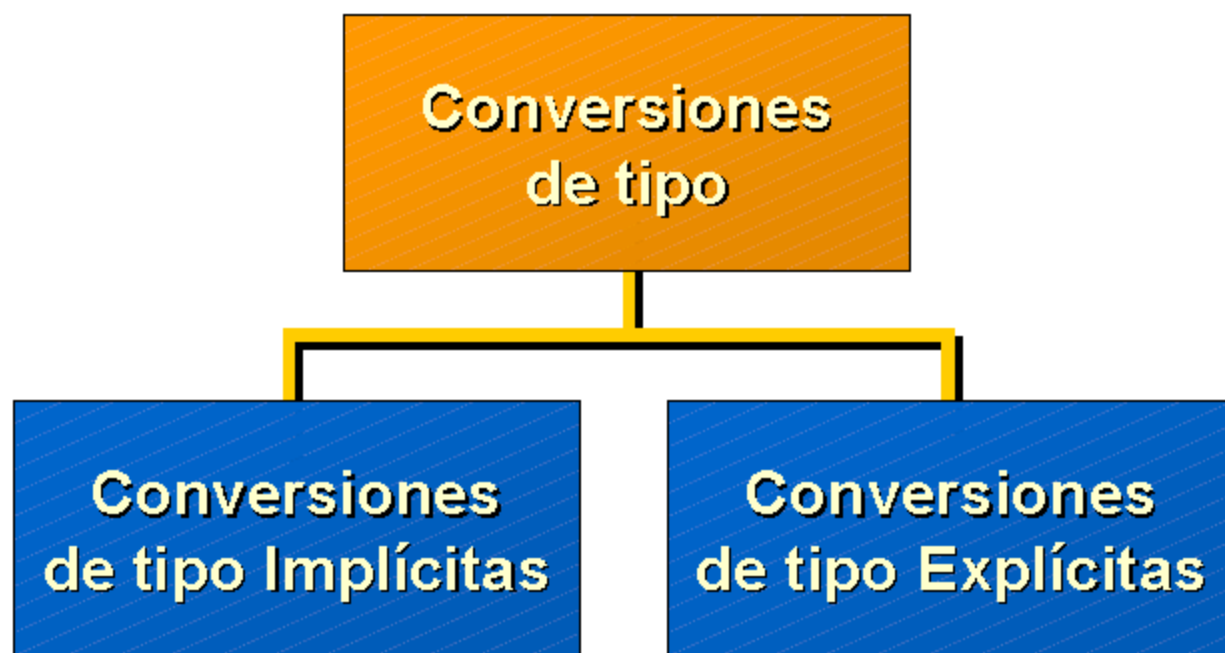 Conversiones
de tipo
Conversiones
de tipo Implícitas
Conversiones
de tipo Explícitas